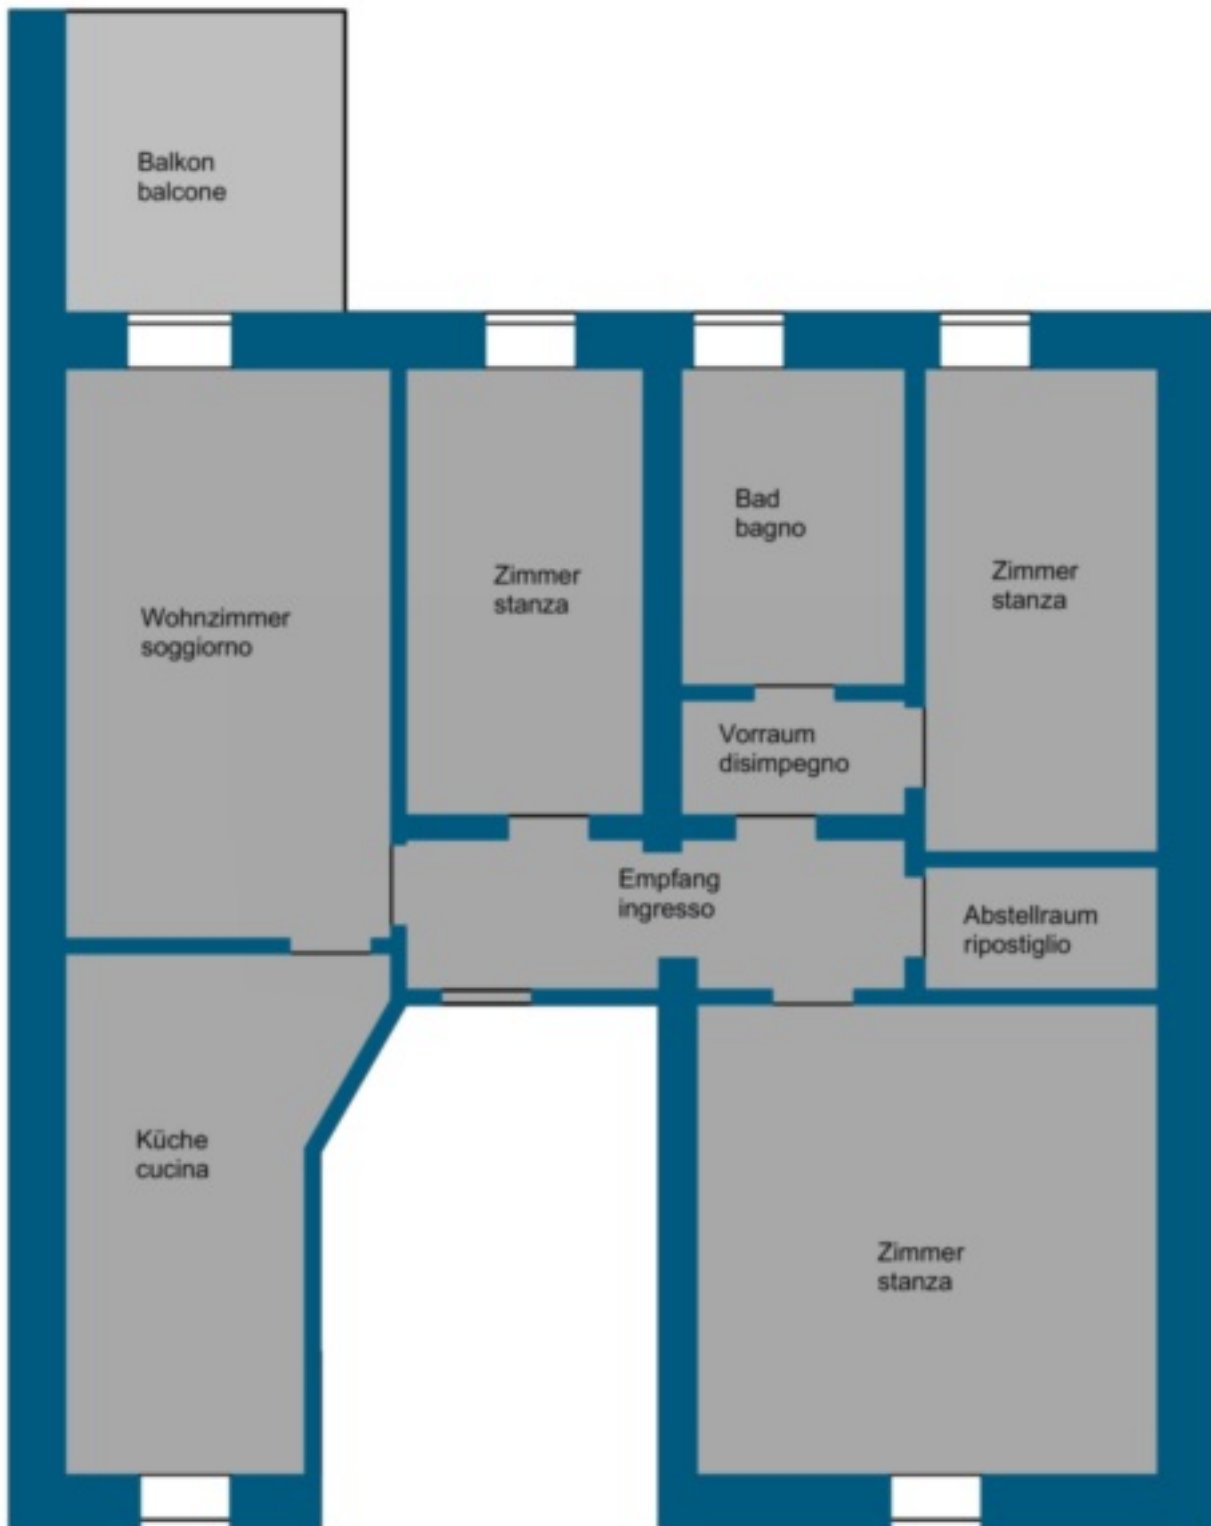 Balkon
balcone
Bad
bagno
Zimmer
stanza
Zimmer
stanza
Wohnzimmer
soggiorno
Vorraum
disimpegno
Empfang
ingresso
Abstellraum
ripostiglio
Küche
cucina
Zimmer
stanza